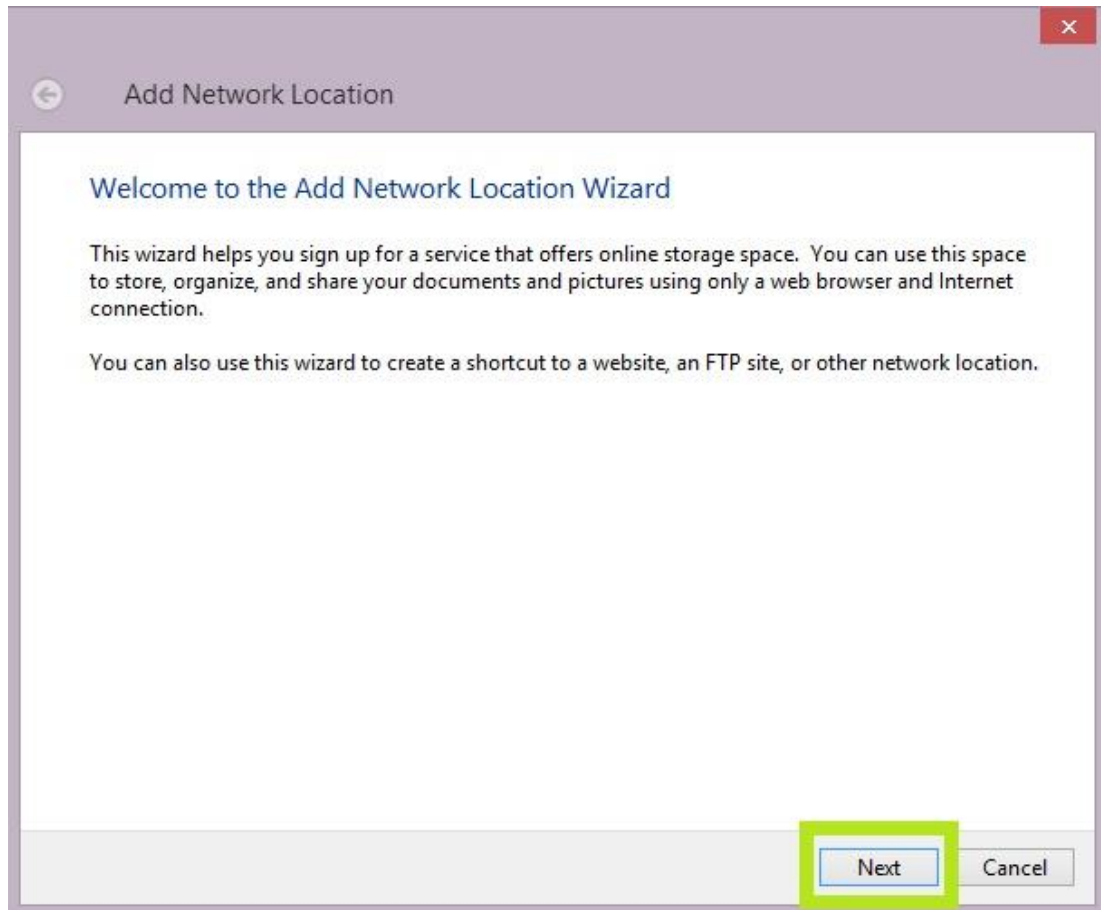 Add Network Location
Welcome to the Add Network Location Wizard
This wizard helps you sign up for a service that offers online storage space.  You can use this space
to store, organize, and share your documents and pictures using only a web browser and Internet
connection.
You can also use this wizard to create a shortcut to a website, an FTP site, or other network location.
Next Cancel